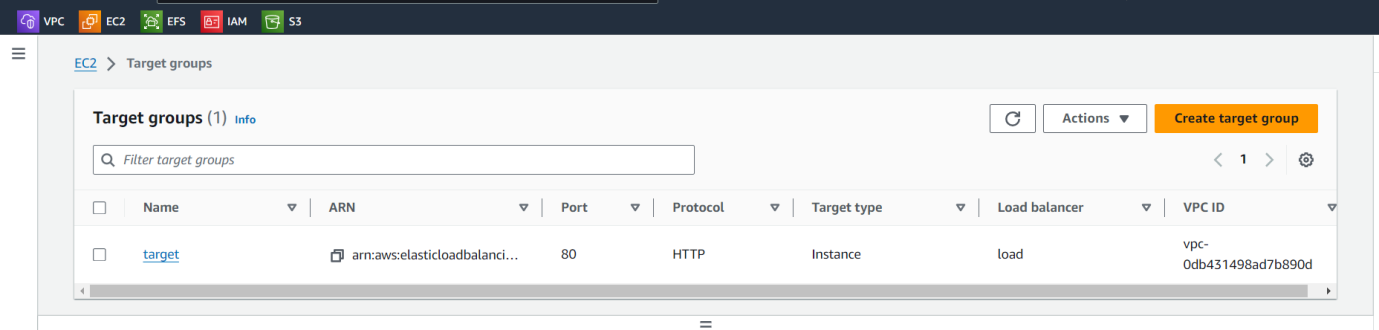 VPC EC2 EFS IAM S3
EC2 > Target groups
Target groups (1) Info
Actions
Create target group
Filter target groups
1
Name ARN Port Protocol Target type Load balancer VPC ID
target arn:aws:elasticloadbalanci... 80 HTTP Instance load vpc-
0db431498ad7b890d